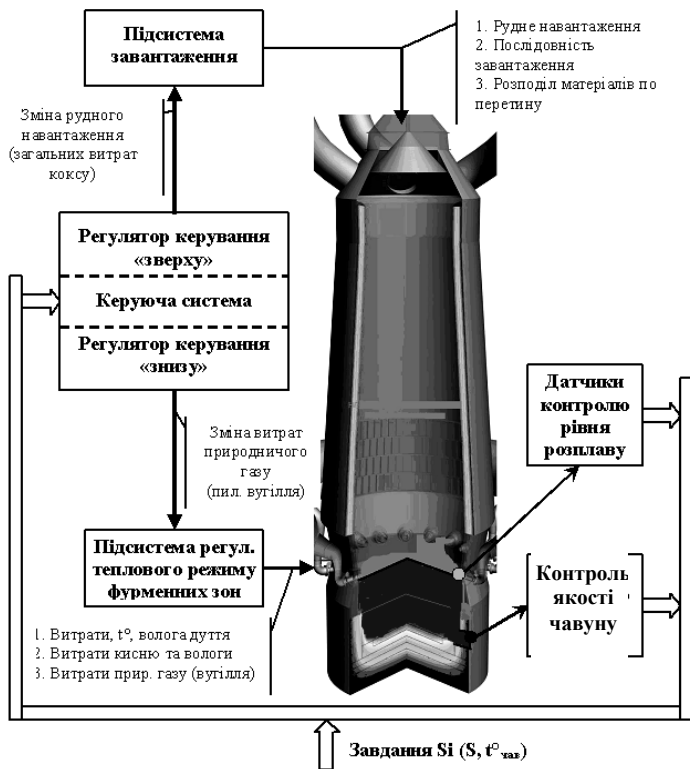 Підсистема
завантаження
1. Рудне навантаження
2. Послідовність
завантаження
3. Розподіл матеріалів по
перетину
Зміна рудного
навантаження
(загальних витрат
коксу)
Регулятор керування
«зверху»
Керуюча система
Регулятор керування
«знизу»
Датчики
контролю
рівня
розплаву
Зміна витрат
природничого
газу
(пил. вугілля)
Підсистема регул.
теплового режиму
фурменних зон
Контроль
якості
чавуну
1. Витрати, t°, волога дуття
2. Витрати кисню та вологи
3. Витрати прир. газу (вугілля)
Завдання Si (S, t°чав)